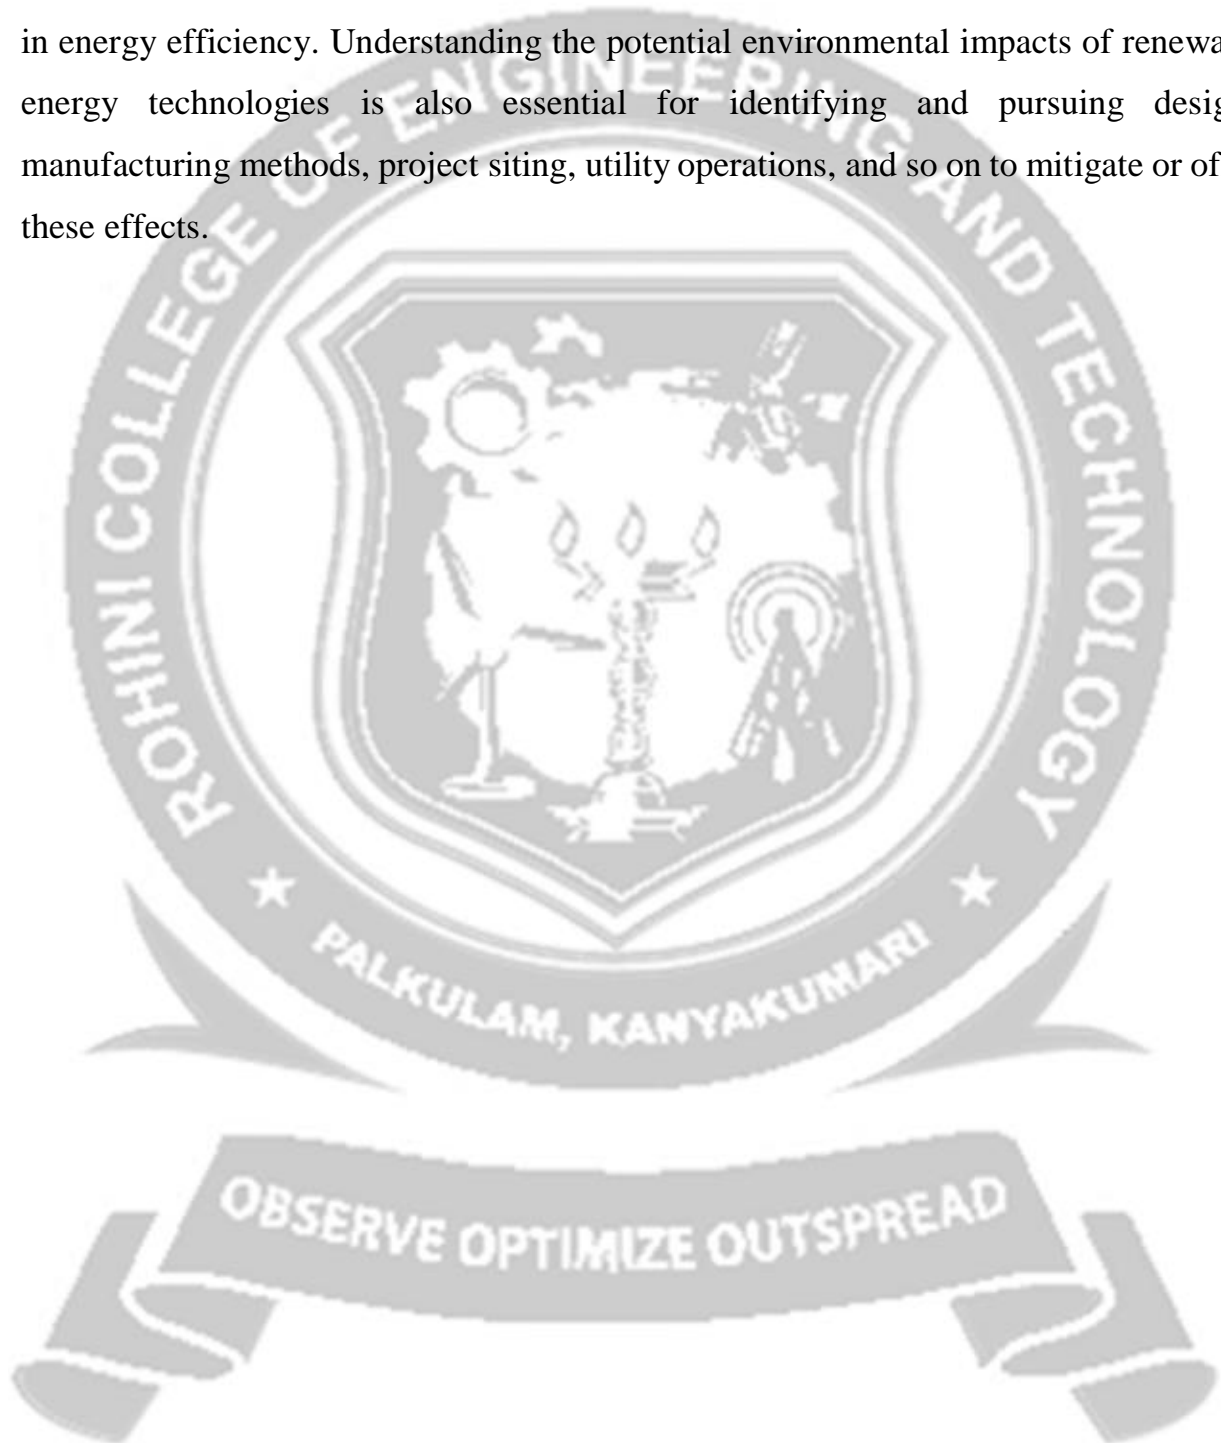 in energy efficiency. Understanding the potential environmental impacts of renewa
energy technologies is also essential for identifying and pursuing desig
manufacturing methods, project siting, utility operations, and so on to mitigate or of
these effects.
ROHINI COLLEGE OF ENGINEERING AND TECHNOLOGY
PALKULAM, KANYAKUMARI
OBSERVE OPTIMIZE OUTSPREAD